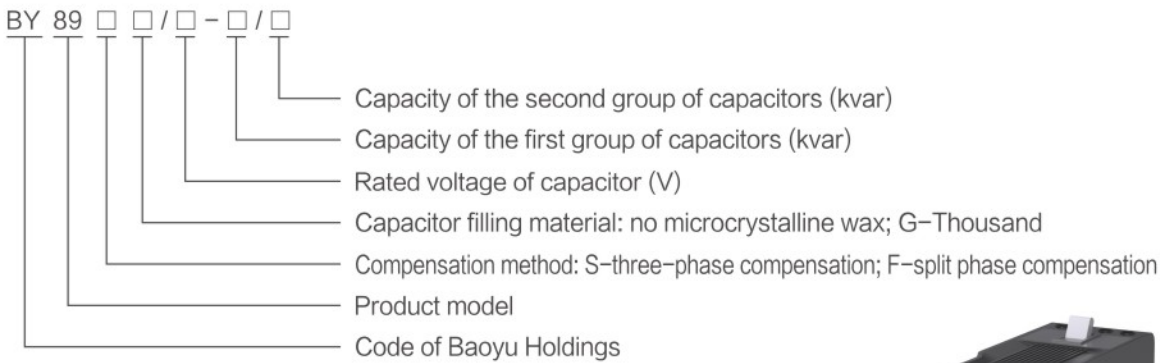 BY 89 □ □ / □ - □ / □
Capacity of the second group of capacitors (kvar)
Capacity of the first group of capacitors (kvar)
Rated voltage of capacitor (V)
Capacitor filling material: no microcrystalline wax; G-Thousand
Compensation method: S-three-phase compensation; F-split phase compensation
Product model
Code of Baoyu Holdings